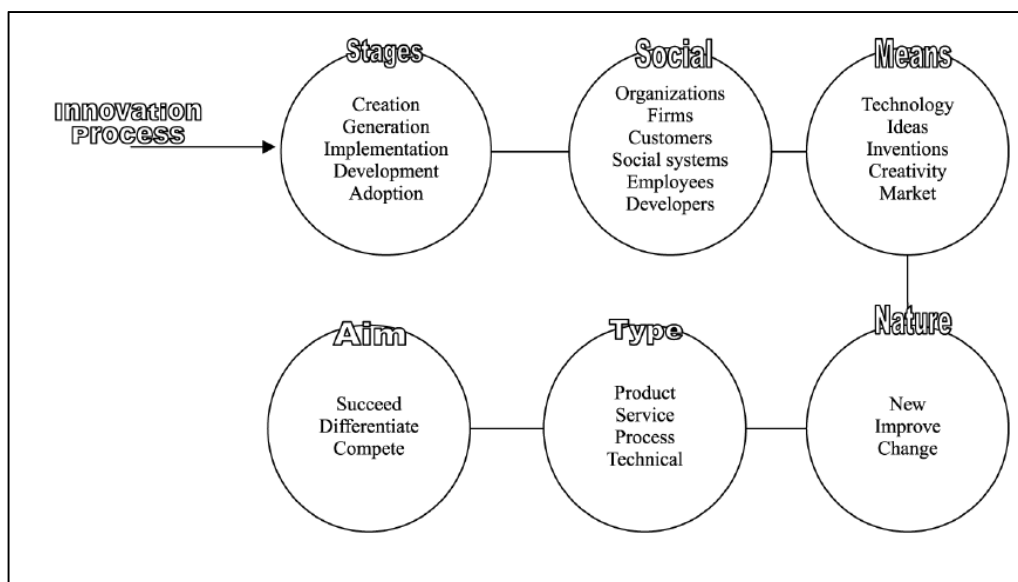 Innovation
Process
Stages
Creation
Generation
Implementation
Development
Adoption
Social
Organizations
Firms
Customers
Social systems
Employees
Developers
Means
Technology
Ideas
Inventions
Creativity
Market
Nature
New
Improve
Change
Type
Product
Service
Process
Technical
Aim
Succeed
Differentiate
Compete